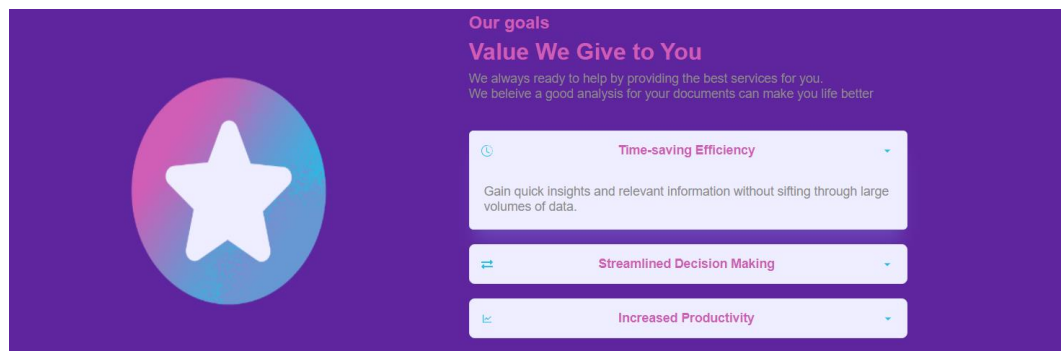 Our goals
Value We Give to You
We always ready to help by providing the best services for you.
We beleive a good analysis for your documents can make you life better
Time-saving Efficiency
Gain quick insights and relevant information without sifting through large
volumes of data.
Streamlined Decision Making
Increased Productivity